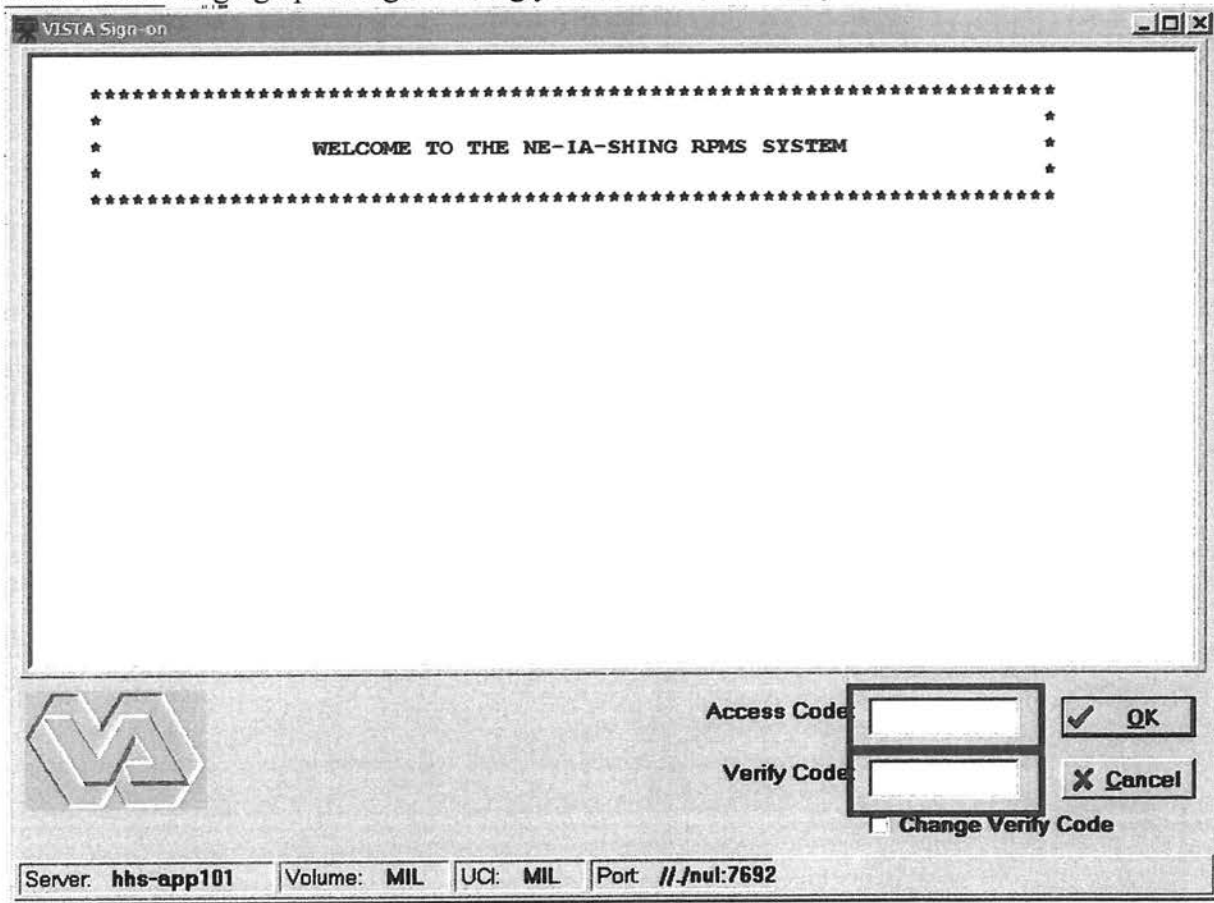 VISTA Sign-on
********************************************************************
*                                                                  *
*               WELCOME TO THE NE-IA-SHING RPMS SYSTEM              *
*                                                                  *
********************************************************************
VA
Access Code:
OK
Verify Code:
Cancel
Change Verify Code
Server: hhs-app101 Volume: MIL UCI: MIL Port: //./nul:7692